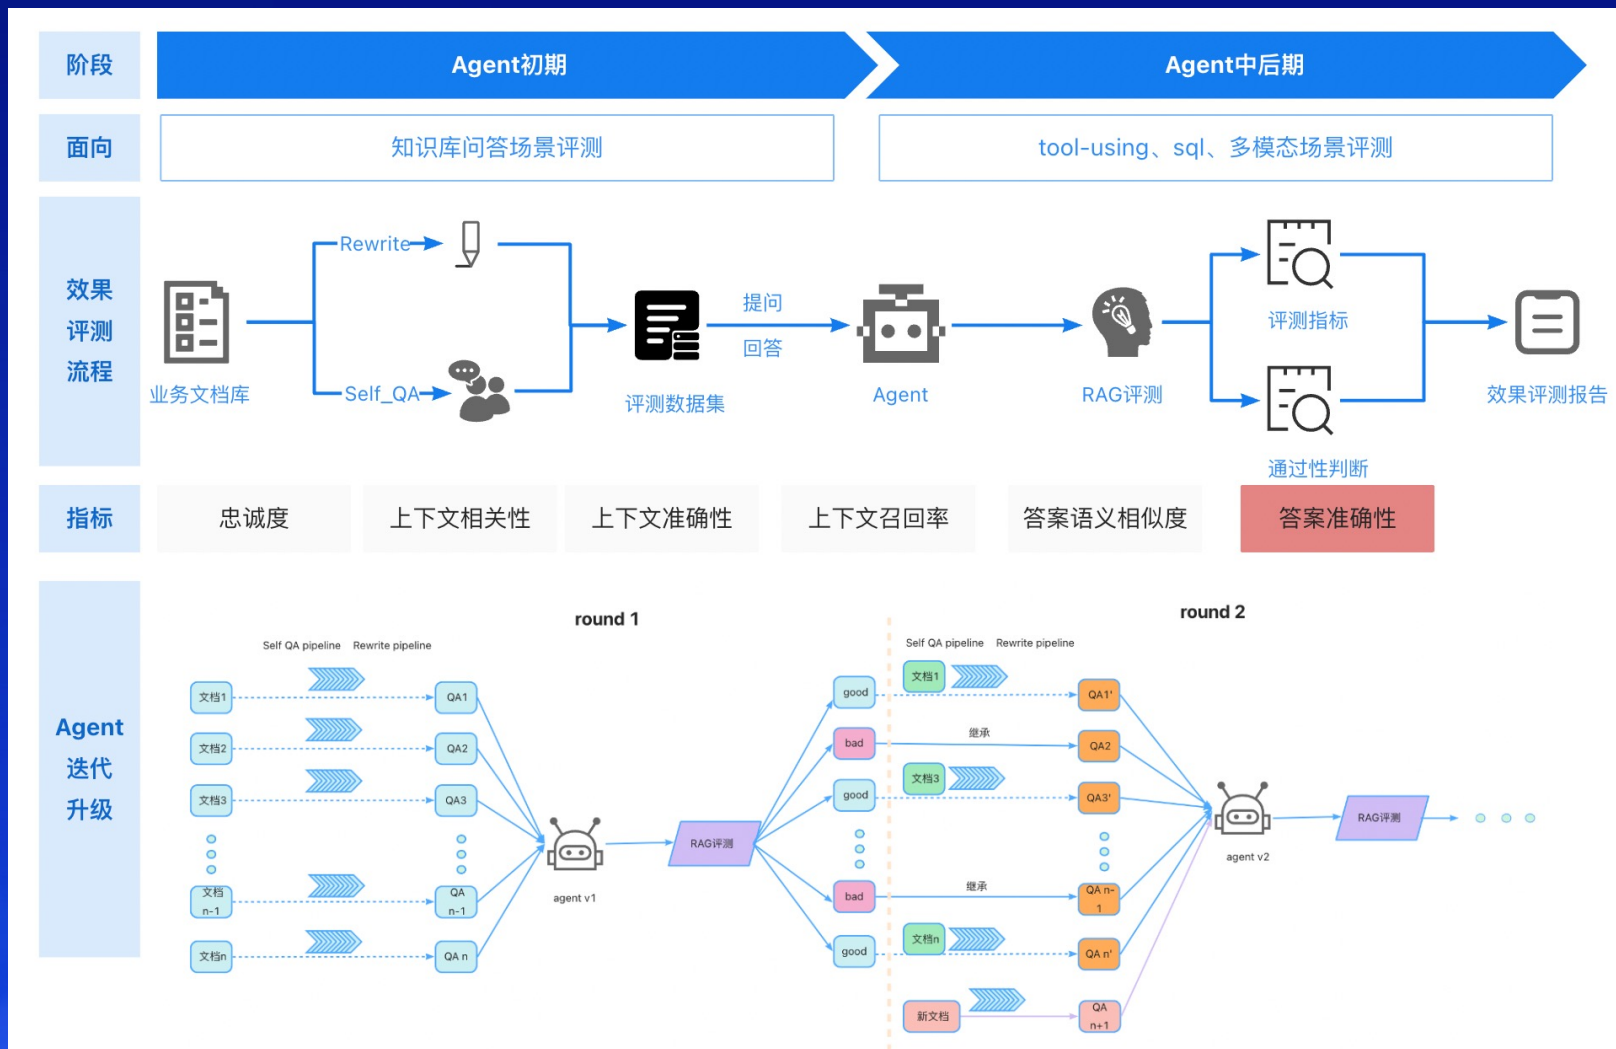 阶段
Agent初期
Agent中后期
面向
知识库问答场景评测
tool-using、sql、多模态场景评测
效果
评测
流程
业务文档库
Rewrite
Self_QA
评测数据集
提问
回答
Agent
RAG评测
评测指标
通过性判断
效果评测报告
指标
忠诚度
上下文相关性
上下文准确性
上下文召回率
答案语义相似度
答案准确性
Agent
迭代
升级
round 1
Self QA pipeline
Rewrite pipeline
文档1
QA1
文档2
QA2
文档3
QA3
文档
n-1
QA
n-1
文档n
QA n
agent v1
RAG评测
good
bad
good
bad
good
round 2
Self QA pipeline
Rewrite pipeline
文档1
QA1'
继承
QA2
文档3
QA3'
继承
QA n-
1
文档n
QA n'
新文档
QA
n+1
agent v2
RAG评测